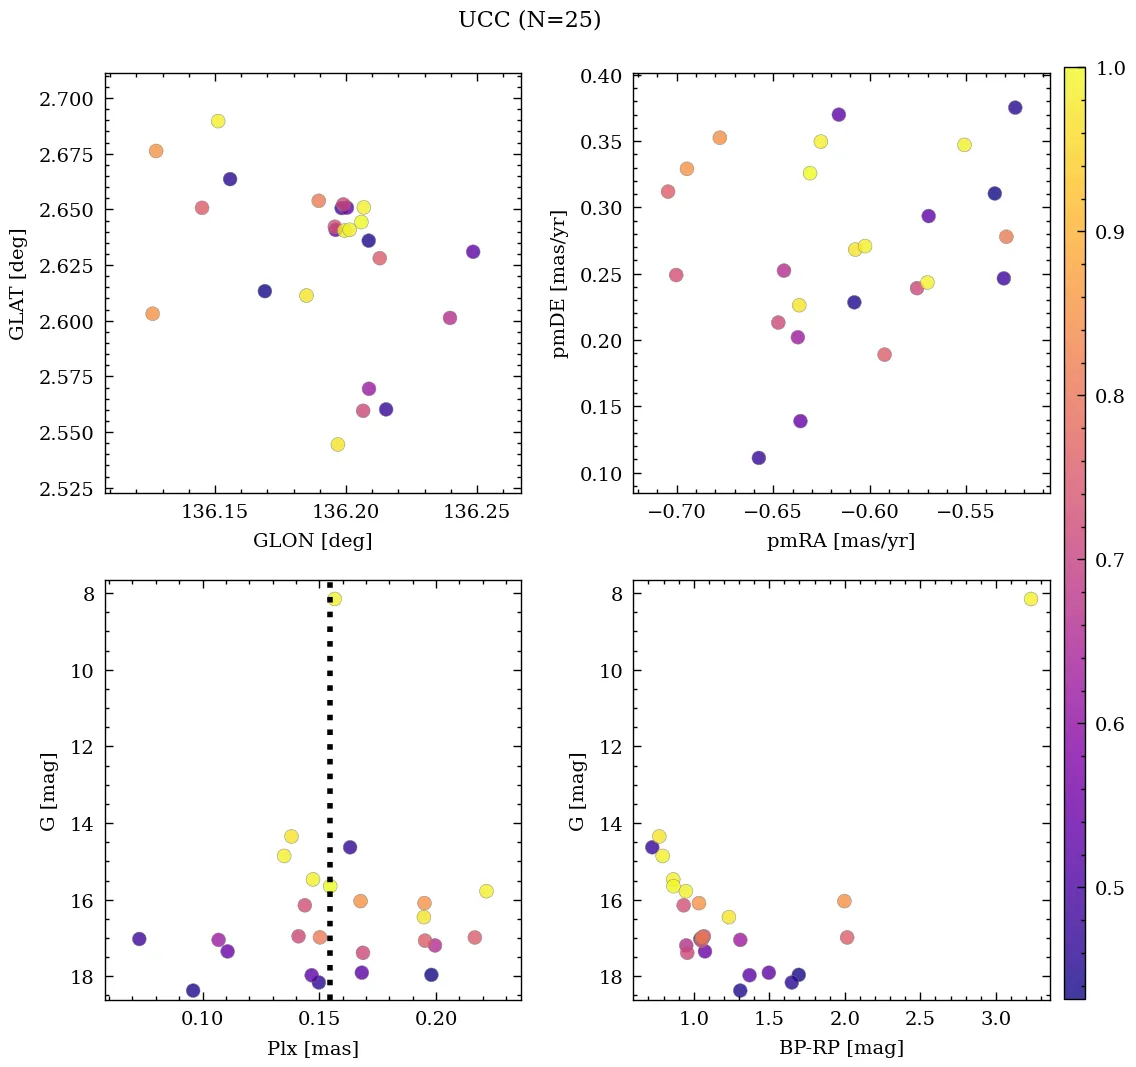 UCC (N=25)
2.700
2.675
2.650
2.625
2.600
2.575
2.550
2.525
GLAT [deg]
136.15 136.20 136.25
GLON [deg]
0.40
0.35
0.30
0.25
0.20
0.15
0.10
pmDE [mas/yr]
−0.70 −0.65 −0.60 −0.55
pmRA [mas/yr]
8
10
12
14
16
18
G [mag]
0.10 0.15 0.20
Plx [mas]
8
10
12
14
16
18
G [mag]
1.0 1.5 2.0 2.5 3.0
BP-RP [mag]
1.0
0.9
0.8
0.7
0.6
0.5